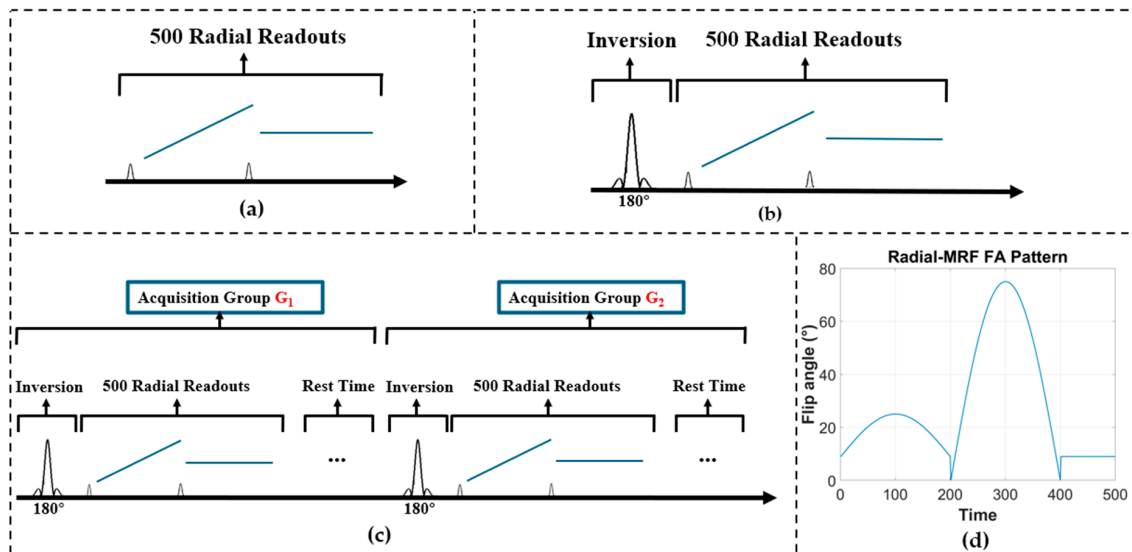 500 Radial Readouts
(a)
Inversion 500 Radial Readouts
180°
(b)
Acquisition Group G1 Acquisition Group G2
Inversion 500 Radial Readouts Rest Time Inversion 500 Radial Readouts Rest Time
... ...
180° 180°
(c)
Radial-MRF FA Pattern
Flip angle (°)
80
60
40
20
0
0 100 200 300 400 500
Time
(d)